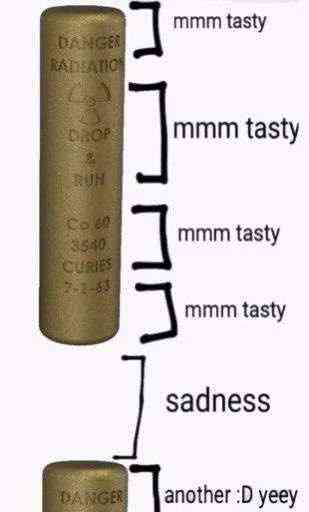 mmm tasty
DANGER
RADIATION
mmm tasty
DROP
&
RUN
Co 60
3540
CURIES
7-1-63
mmm tasty
mmm tasty
sadness
DANGER
another :D yeey